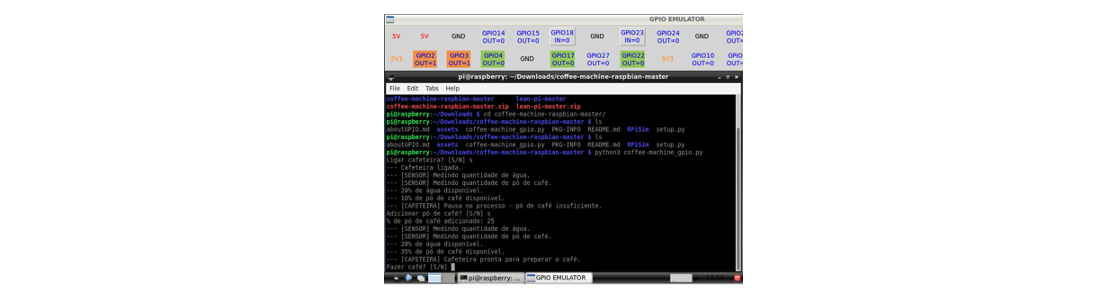 GPIO EMULATOR
5V 5V GND GPIO14 GPIO15 GPIO18 GND GPIO23 GPIO24 GND
OUT=0 OUT=0 IN=0 IN=0 OUT=0
3V3 GPIO2 GPIO3 GPIO4 GND GPIO17 GPIO27 GPIO22 3V3 GPIO10 GPIO
OUT=1 OUT=1 OUT=0 OUT=0 OUT=0 OUT=0 OUT=0
pi@raspberry: ~/Downloads/coffee-machine-raspbian-master
File Edit Tabs Help
coffee-machine-raspbian-master lean-pi-master
coffee-machine-raspbian-master.zip lean-pi-master.zip
pi@raspberry:~/Downloads $ cd coffee-machine-raspbian-master/
pi@raspberry:~/Downloads/coffee-machine-raspbian-master $ ls
aboutGPIO.md assets coffee-machine_gpio.py PKG-INFO README.md RPiSim setup.py
pi@raspberry:~/Downloads/coffee-machine-raspbian-master $ ls
aboutGPIO.md assets coffee-machine_gpio.py PKG-INFO README.md RPiSim setup.py
pi@raspberry:~/Downloads/coffee-machine-raspbian-master $ python3 coffee-machine_gpio.py
Ligar cafeteira? [S/N] s
--- Cafeteira ligada.
--- [SENSOR] Medindo quantidade de água.
--- [SENSOR] Medindo quantidade de pó de café.
--- 20% de água disponível.
--- 10% de pó de café disponível.
--- [CAFETEIRA] Pausa no processo - pó de café insuficiente.
Adicionar pó de café? [S/N] s
% de pó de café adicionado: 25
--- [SENSOR] Medindo quantidade de água.
--- [SENSOR] Medindo quantidade de pó de café.
--- 20% de água disponível.
--- 35% de pó de café disponível.
--- [CAFETEIRA] Cafeteira pronta para preparar o café.
Fazer café? [S/N]
pi@raspberry: ... GPIO EMULATOR